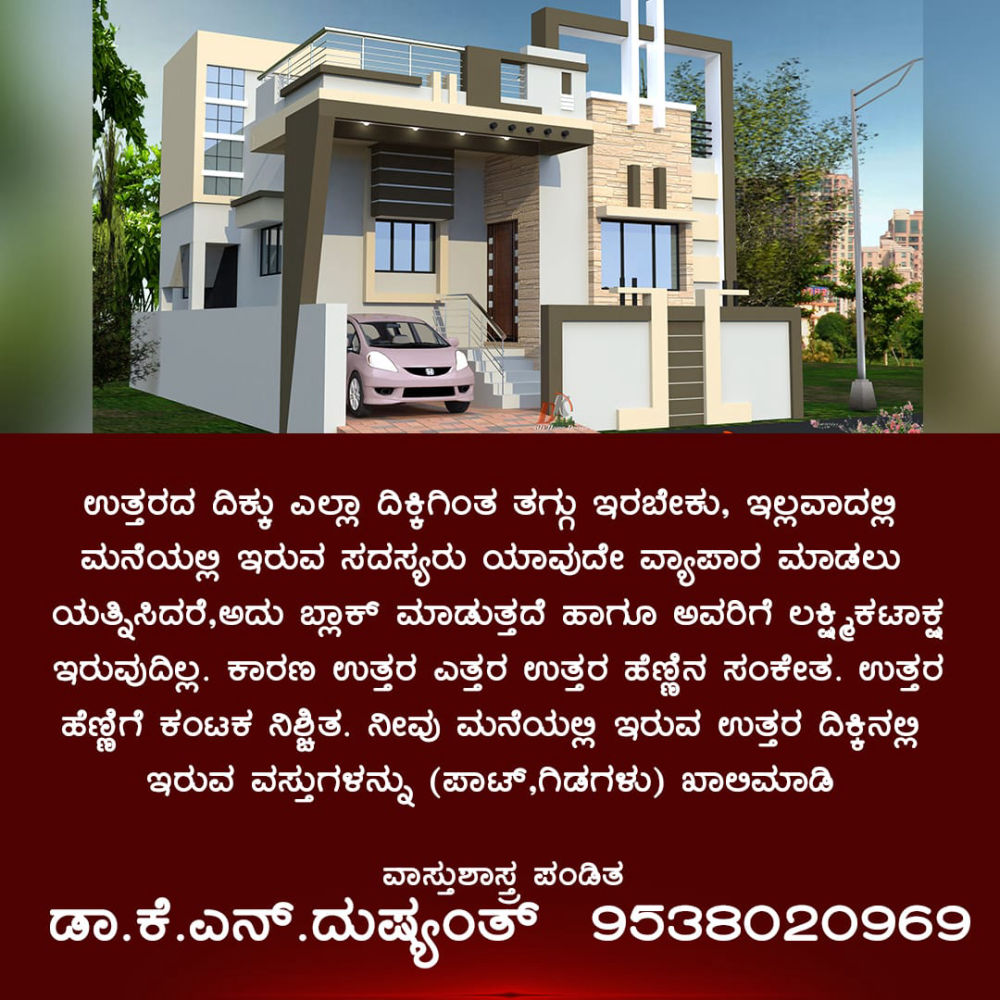 ಉತ್ತರದ ದಿಕ್ಕು ಎಲ್ಲಾ ದಿಕ್ಕಿಗಿಂತ ತಗ್ಗು ಇರಬೇಕು, ಇಲ್ಲವಾದಲ್ಲಿ
ಮನೆಯಲ್ಲಿ ಇರುವ ಸದಸ್ಯರು ಯಾವುದೇ ವ್ಯಾಪಾರ ಮಾಡಲು
ಯತ್ನಿಸಿದರೆ,ಅದು ಬ್ಲಾಕ್ ಮಾಡುತ್ತದೆ ಹಾಗೂ ಅವರಿಗೆ ಲಕ್ಷ್ಮಿಕಟಾಕ್ಷ
ಇರುವುದಿಲ್ಲ. ಕಾರಣ ಉತ್ತರ ಎತ್ತರ ಉತ್ತರ ಹೆಣ್ಣಿನ ಸಂಕೇತ. ಉತ್ತರ
ಹೆಣ್ಣಿಗೆ ಕಂಟಕ ನಿಶ್ಚಿತ. ನೀವು ಮನೆಯಲ್ಲಿ ಇರುವ ಉತ್ತರ ದಿಕ್ಕಿನಲ್ಲಿ
ಇರುವ ವಸ್ತುಗಳನ್ನು (ಪಾಟ್,ಗಿಡಗಳು) ಖಾಲಿಮಾಡಿ
ವಾಸ್ತುಶಾಸ್ತ್ರ ಪಂಡಿತ
ಡಾ.ಕೆ.ಎನ್.ದುಷ್ಯಂತ್ 9538020969